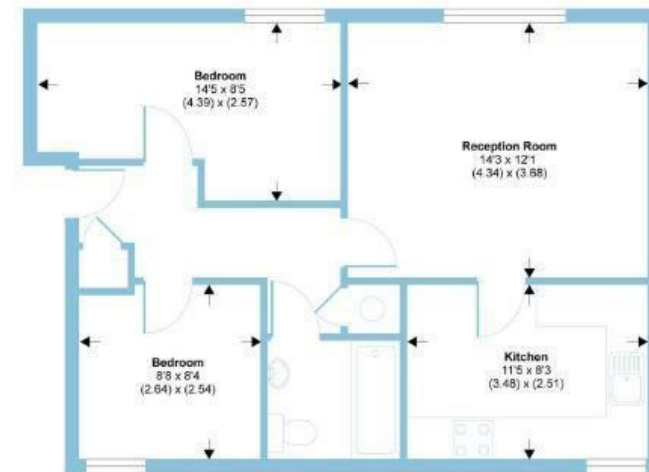 Bedroom
14'5 x 8'5
(4.39) x (2.57)
Reception Room
14'3 x 12'1
(4.34) x (3.68)
Bedroom
8'8 x 8'4
(2.64) x (2.54)
Kitchen
11'5 x 8'3
(3.48) x (2.51)